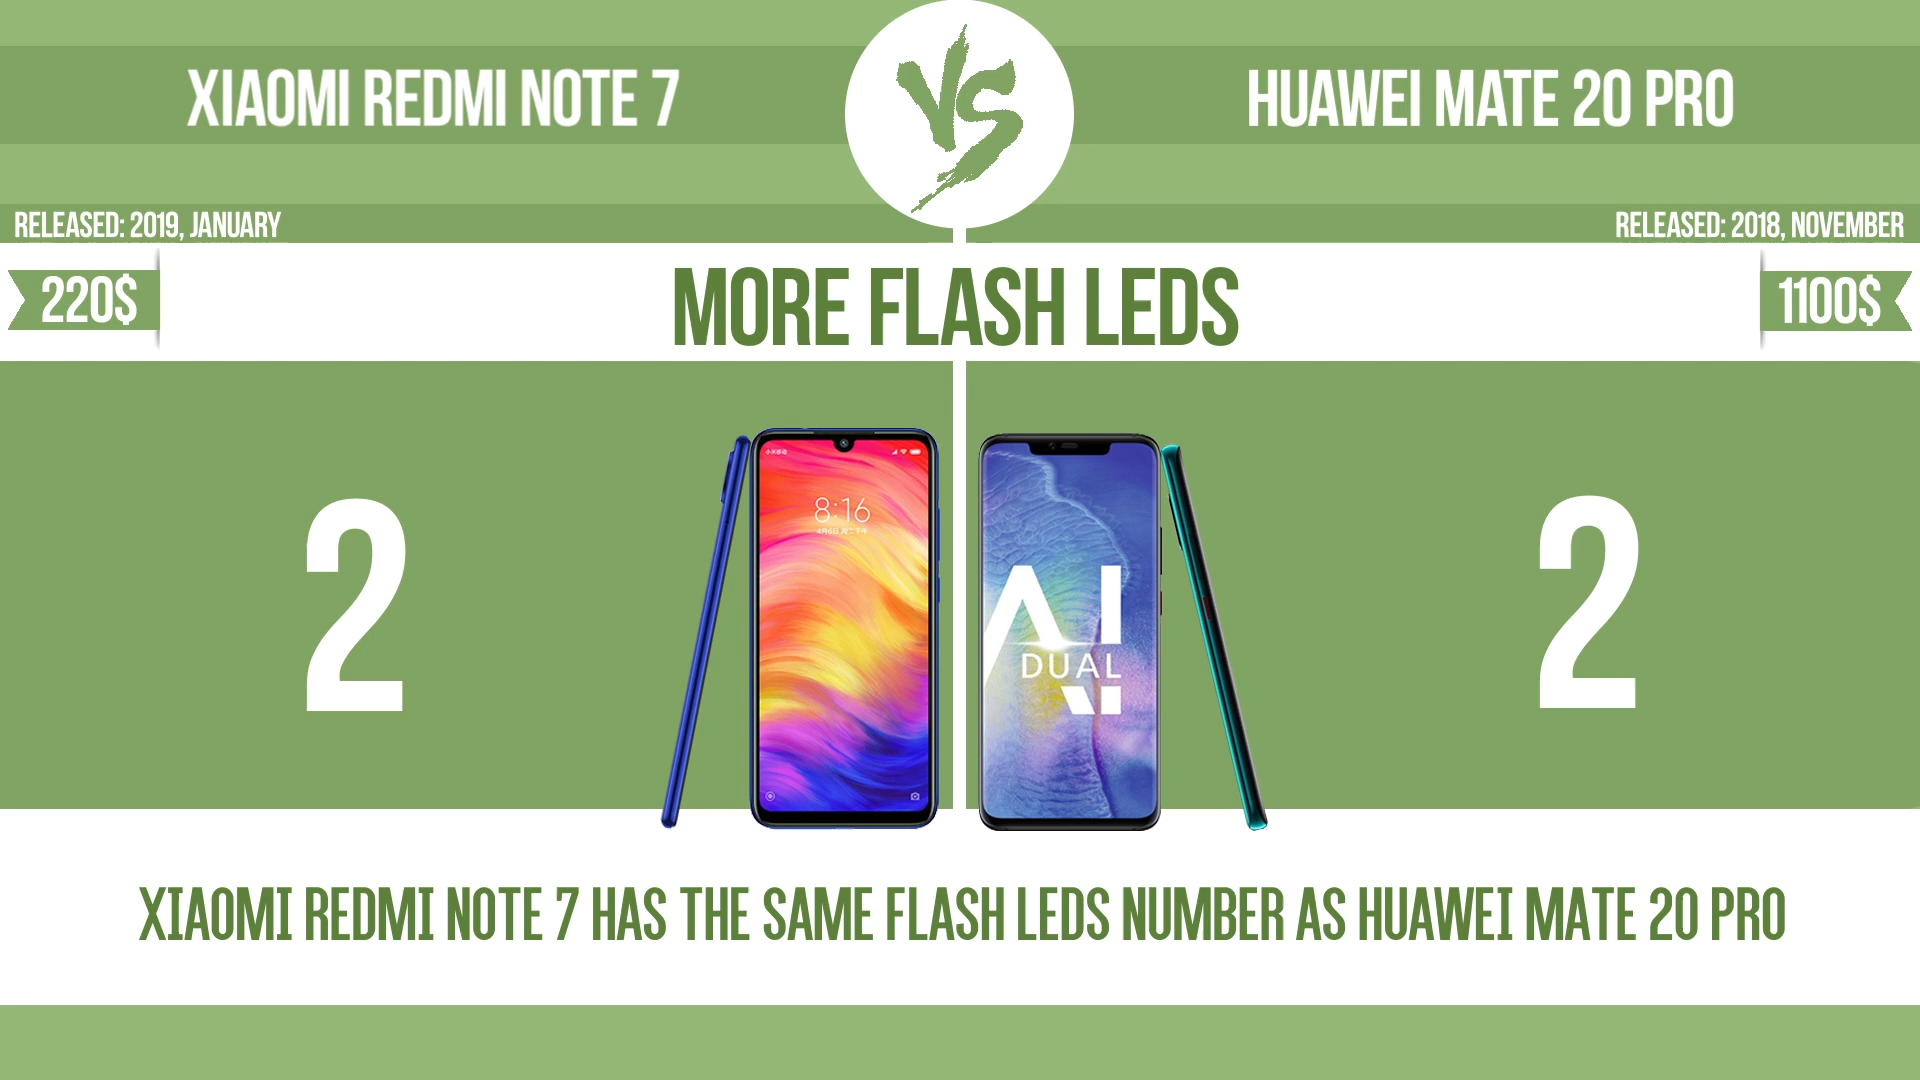 XIAOMI REDMI NOTE 7
VS
HUAWEI MATE 20 PRO
RELEASED: 2019, JANUARY
RELEASED: 2018, NOVEMBER
220$
MORE FLASH LEDS
1100$
2
8:16
AI
DUAL
2
XIAOMI REDMI NOTE 7 HAS THE SAME FLASH LEDS NUMBER AS HUAWEI MATE 20 PRO